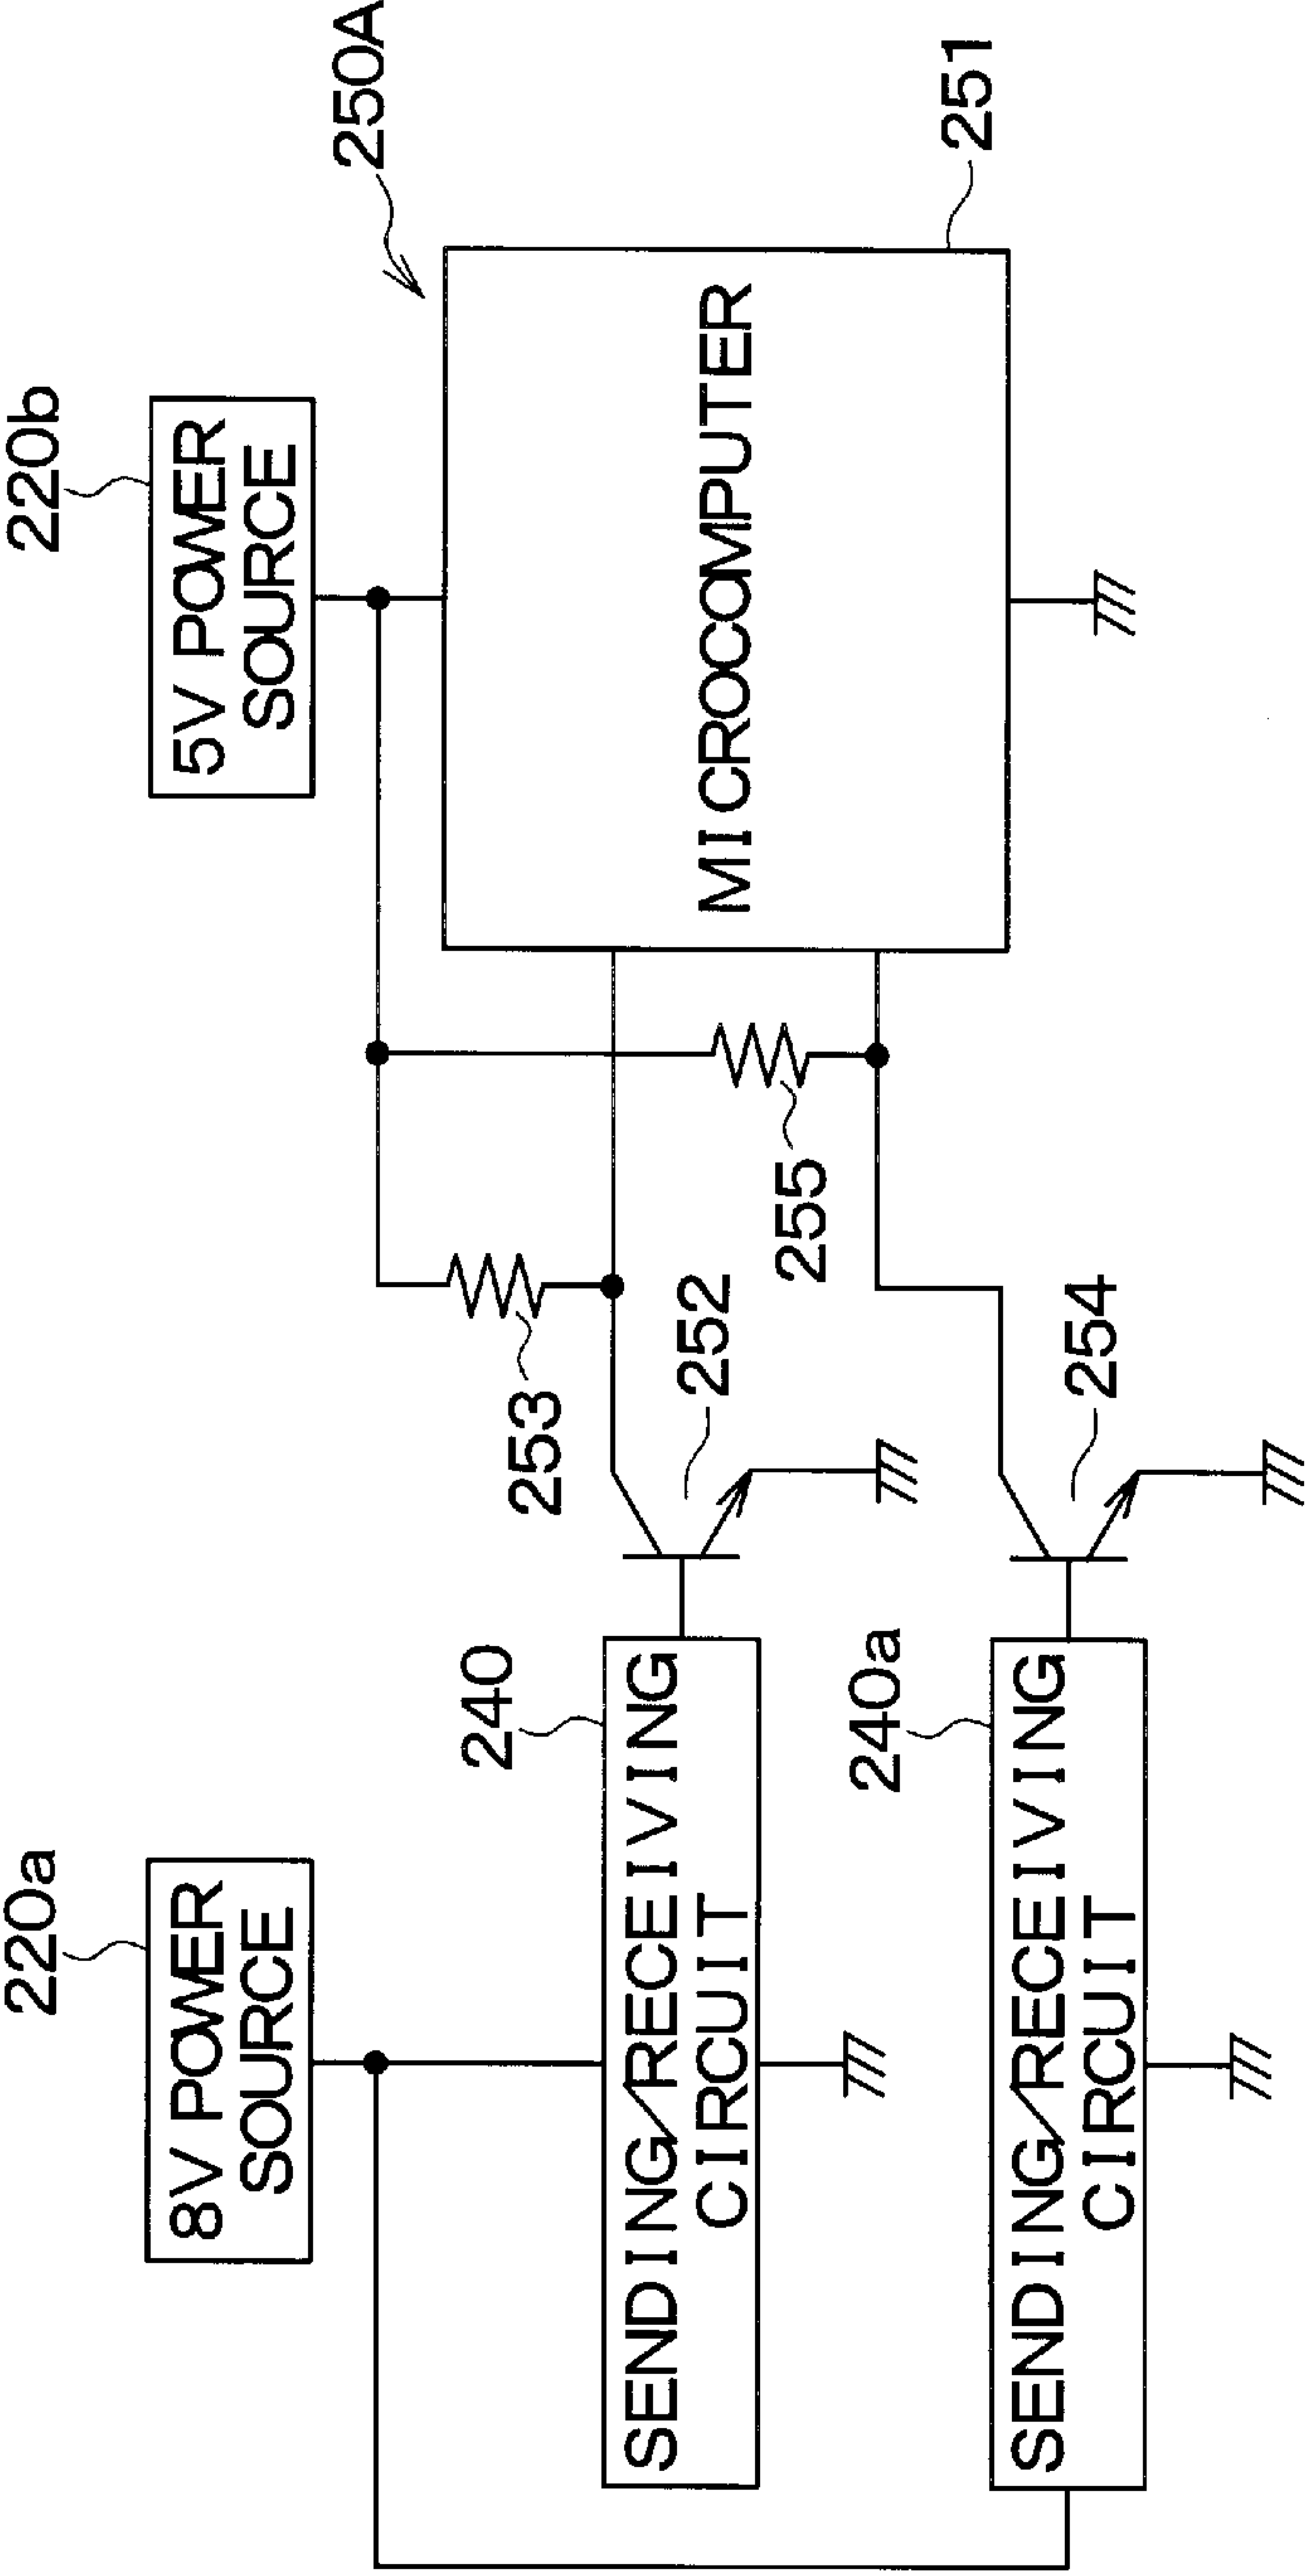 220a
8V POWER
SOURCE
220b
5V POWER
SOURCE
250A
253
240
SENDING/RECEIVING
CIRCUIT
252
255
MICROCOMPUTER
251
240a
SENDING/RECEIVING
CIRCUIT
254